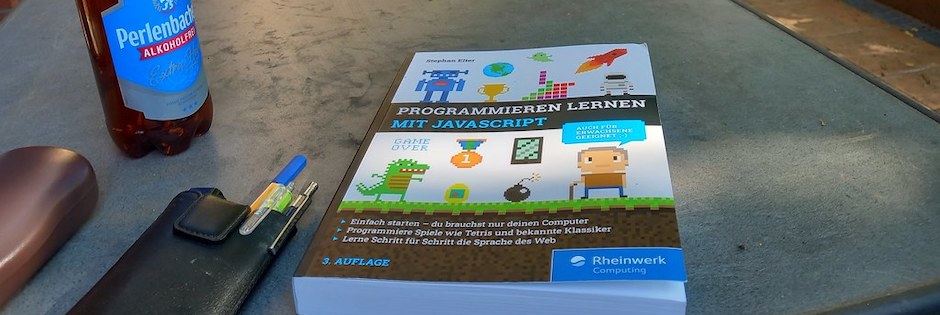 Perlenbacher
ALKOHOLFREI
Stephan Elter
PROGRAMMIEREN LERNEN
MIT JAVASCRIPT
AUCH FÜR
ERWACHSENE
GEEIGNET :-)
GAME
OVER
1
Einfach starten – du brauchst nur deinen Computer
Programmiere Spiele wie Tetris und bekannte Klassiker
Lerne Schritt für Schritt die Sprache des Web
3. AUFLAGE
Rheinwerk
Computing